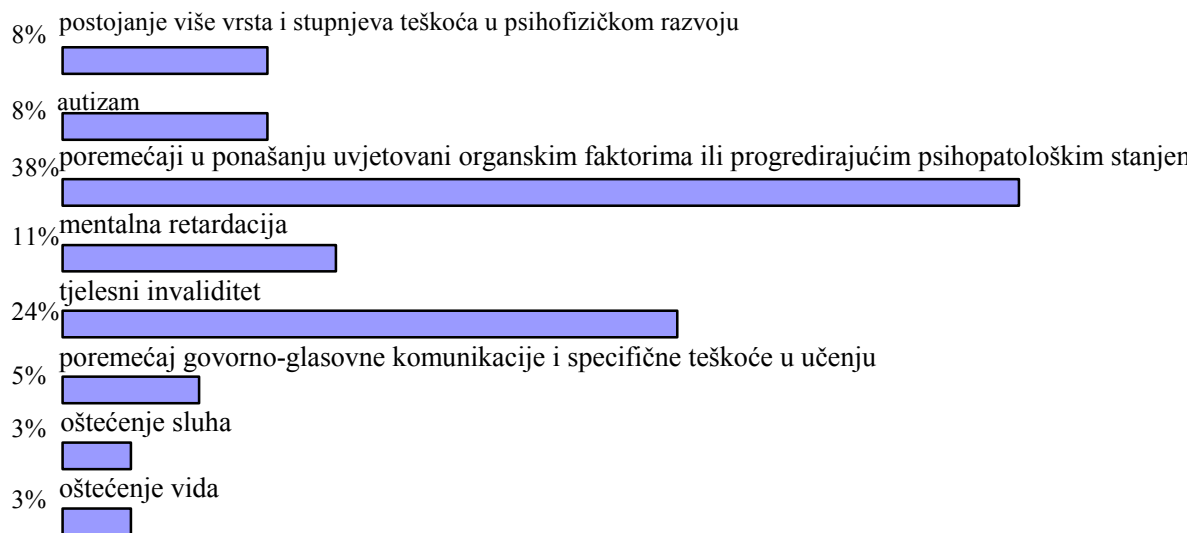 8% postojanje više vrsta i stupnjeva teškoća u psihofizičkom razvoju
8% autizam
38% poremećaji u ponašanju uvjetovani organskim faktorima ili progredirajućim psihopatološkim
11% mentalna retardacija
24% tjelesni invaliditet
5% poremećaj govorno-glasovne komunikacije i specifične teškoće u učenju
3% oštećenje sluha
3% oštećenje vida